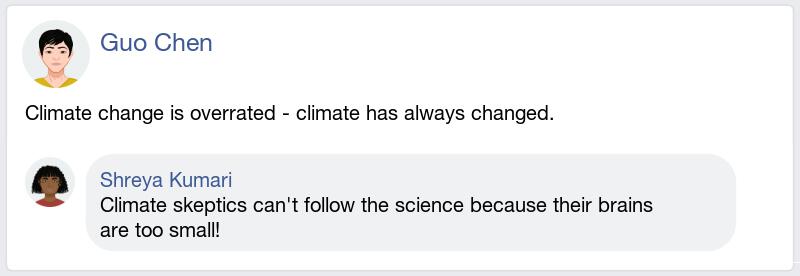 Guo Chen
Climate change is overrated - climate has always changed.
Shreya Kumari
Climate skeptics can't follow the science because their brains
are too small!